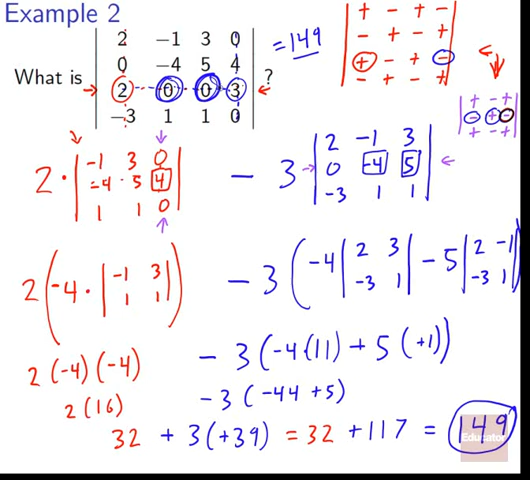 Example 2
What is | 2 −1 3 0 | ? = 149
| 0 −4 5 4 |
| 2 0 0 3 |
| −3 1 1 0 |
+ − + −
− + − +
+ − + −
− + − +
+ − +
− + −
+ − +
2 · | −1 3 0 | − 3 | 2 −1 3 |
| −4 5 4 | | 0 −4 5 |
| 1 1 0 | | −3 1 1 |
2 ( −4 · | −1 3 | ) − 3 ( −4 | 2 3 | − 5 | 2 −1 | )
| 1 1 | | −3 1 | | −3 1 |
2 (−4) (−4) − 3 (−4(11) + 5 (+1))
2 (16) −3 (−44 + 5)
32 + 3(+39) = 32 + 117 = 149
Educator